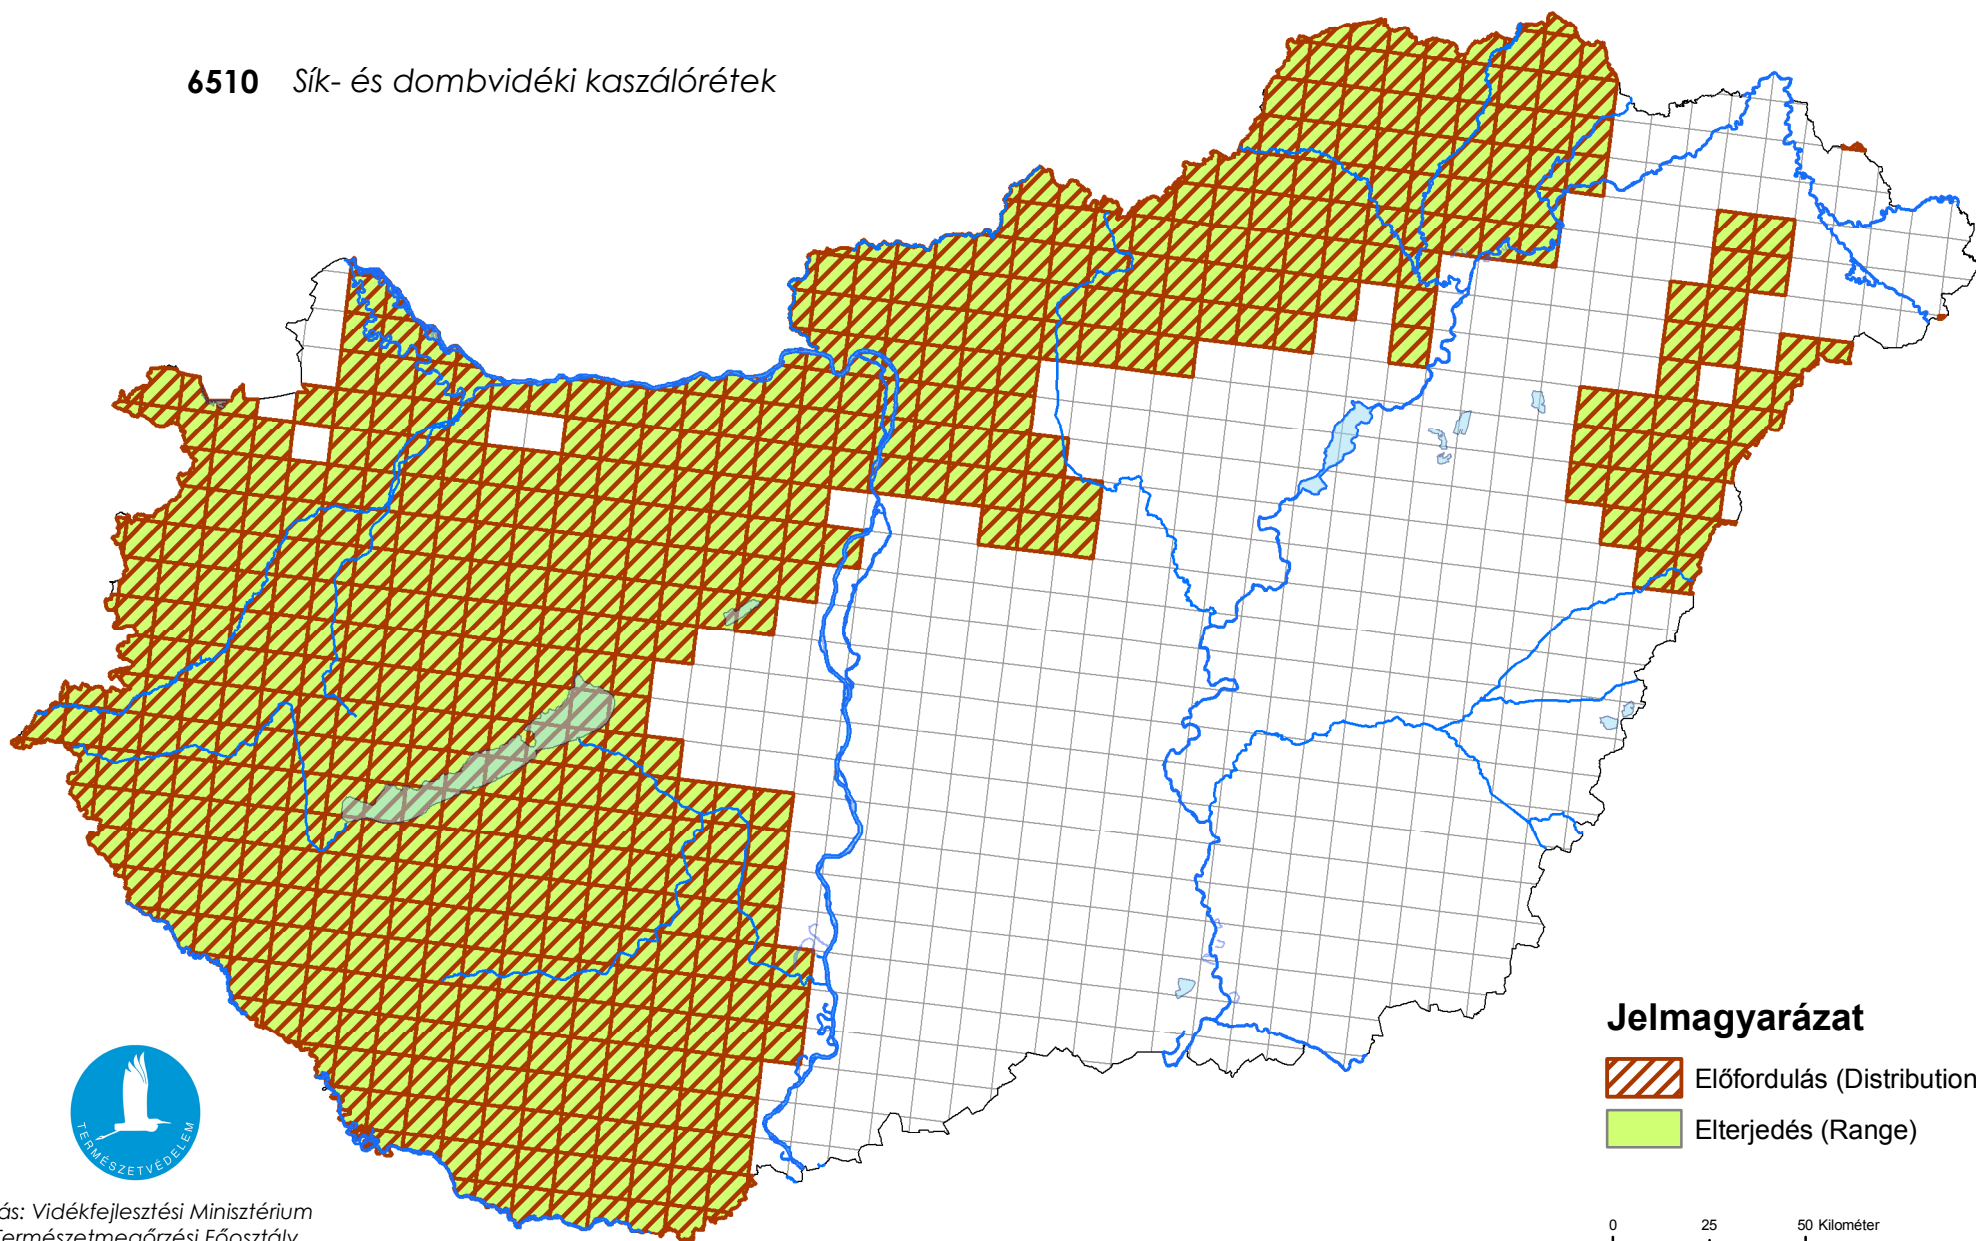 6510 Sík- és dombvidéki kaszálórétek
Jelmagyarázat
Előfordulás (Distribution
Elterjedés (Range)
TERMÉSZETVÉDELEM
ás: Vidékfejlesztési Minisztérium
Természetmegőrzési Főosztály
0 25 50 Kilométer